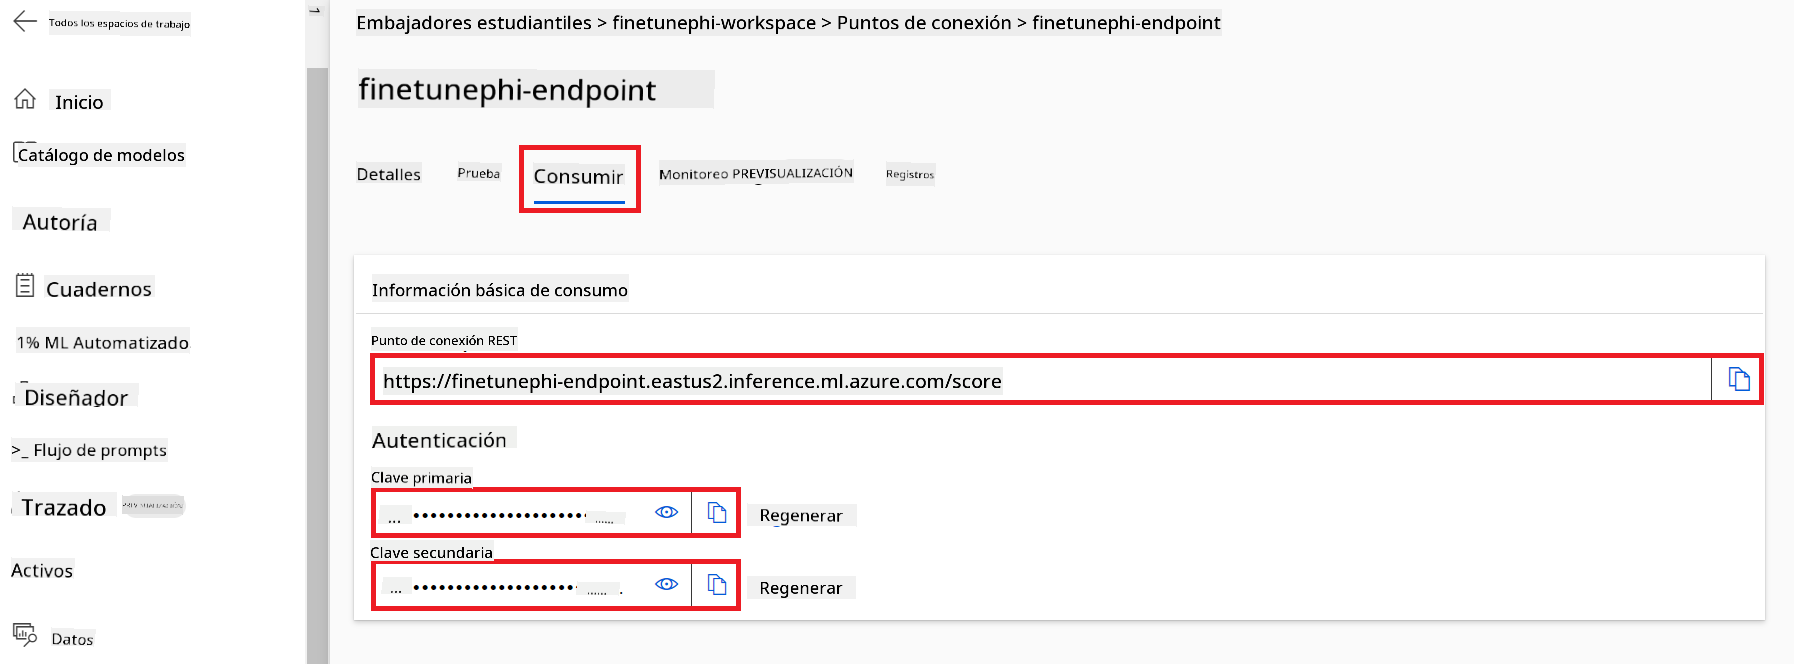 Todos los espacios de trabajo
Inicio
Catálogo de modelos
Autoría
Cuadernos
1% ML Automatizado
Diseñador
>_ Flujo de prompts
Trazado PREVISUALIZACIÓN
Activos
Datos
Embajadores estudiantiles > finetunephi-workspace > Puntos de conexión > finetunephi-endpoint
finetunephi-endpoint
Detalles Prueba Consumir Monitoreo PREVISUALIZACIÓN Registros
Información básica de consumo
Punto de conexión REST
https://finetunephi-endpoint.eastus2.inference.ml.azure.com/score
Autenticación
Clave primaria
Regenerar
Clave secundaria
Regenerar